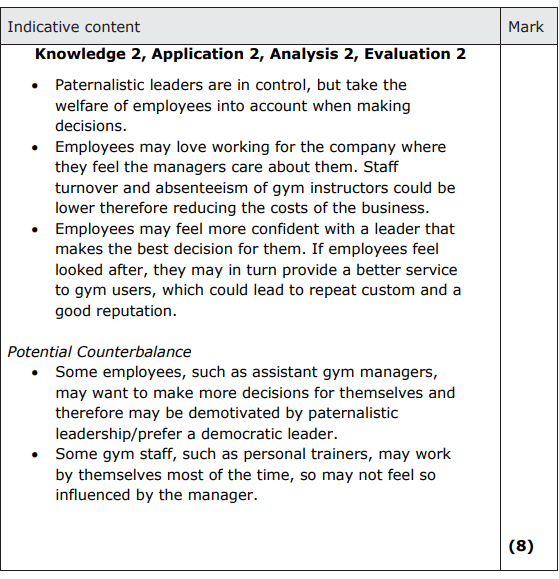 Indicative content Mark
Knowledge 2, Application 2, Analysis 2, Evaluation 2
• Paternalistic leaders are in control, but take the
welfare of employees into account when making
decisions.
• Employees may love working for the company where
they feel the managers care about them. Staff
turnover and absenteeism of gym instructors could be
lower therefore reducing the costs of the business.
• Employees may feel more confident with a leader that
makes the best decision for them. If employees feel
looked after, they may in turn provide a better service
to gym users, which could lead to repeat custom and a
good reputation.
Potential Counterbalance
• Some employees, such as assistant gym managers,
may want to make more decisions for themselves and
therefore may be demotivated by paternalistic
leadership/prefer a democratic leader.
• Some gym staff, such as personal trainers, may work
by themselves most of the time, so may not feel so
influenced by the manager.
(8)